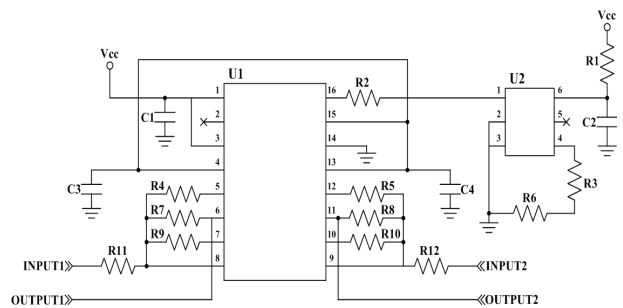 Vcc
Vcc
R1
U1
R2
U2
1
16
1
6
C1
2
15
2
5
C2
3
14
3
4
4
13
C3
C4
R3
R4
5
12
R5
R6
R7
6
11
R8
R9
7
10
R10
R11
8
9
R12
INPUT1
INPUT2
OUTPUT1
OUTPUT2